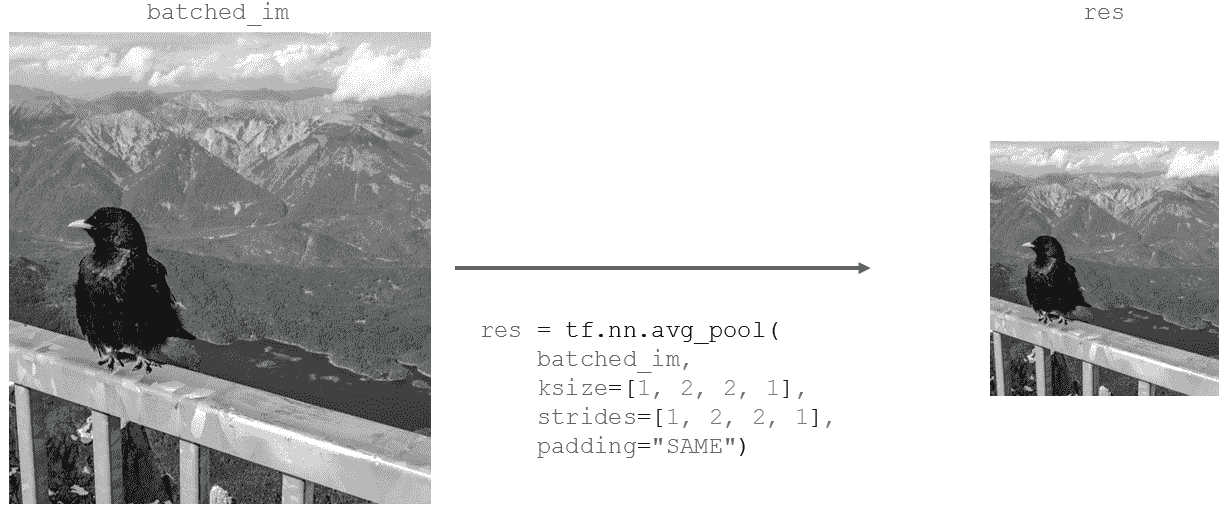 batched_im
res
res = tf.nn.avg_pool(
batched_im,
ksize=[1, 2, 2, 1],
strides=[1, 2, 2, 1],
padding="SAME")